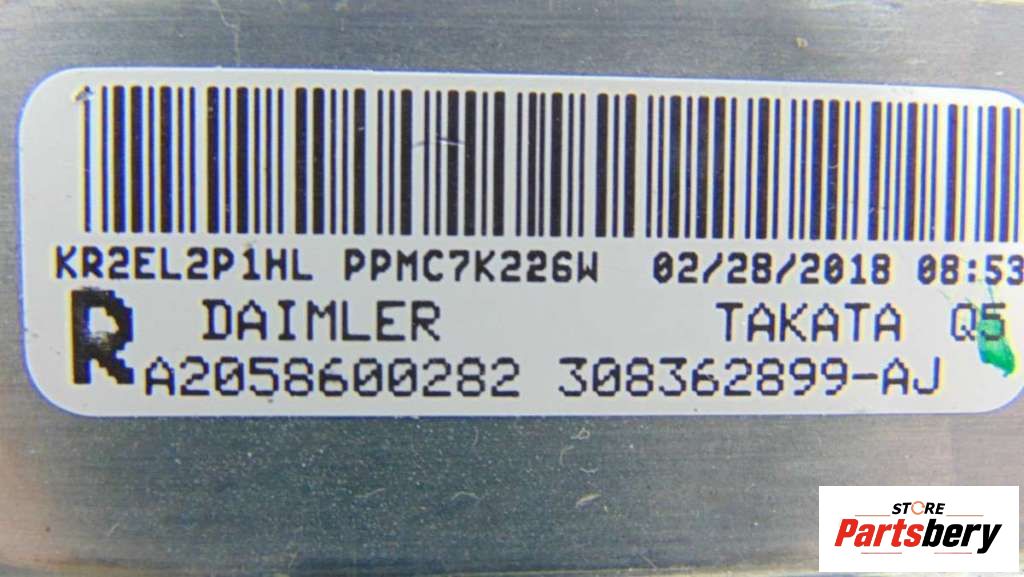 KR2EL2P1HL PPMC7K226W 02/28/2018 08:53
R DAIMLER TAKATA Q5
A2058600282 308362899-AJ
STORE
Partsbery